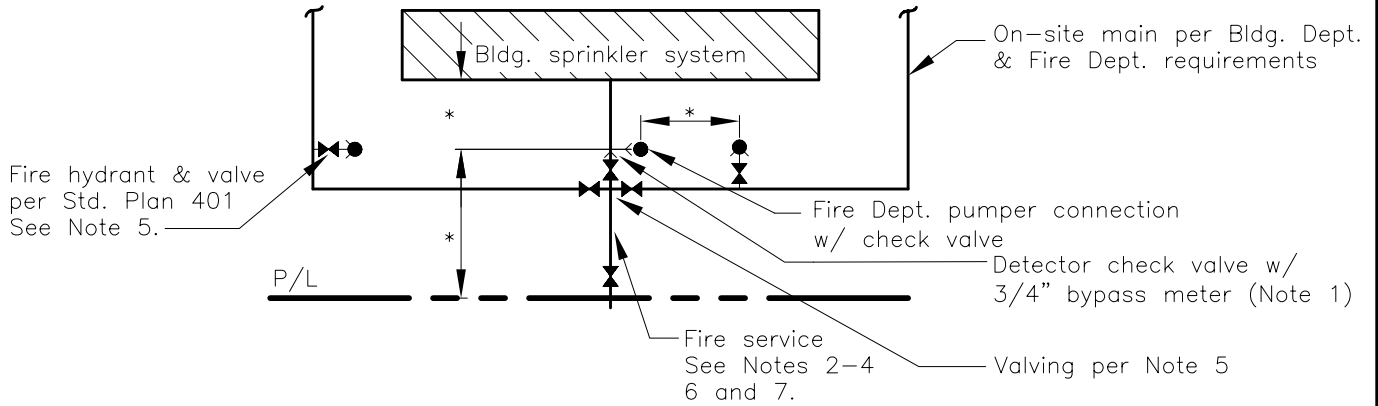 Bldg. sprinkler system
On-site main per Bldg. Dept.
& Fire Dept. requirements
*
*
Fire hydrant & valve
per Std. Plan 401
See Note 5.
*
Fire Dept. pumper connection
w/ check valve
Detector check valve w/
3/4" bypass meter (Note 1)
P/L
Fire service
See Notes 2-4
6 and 7.
Valving per Note 5